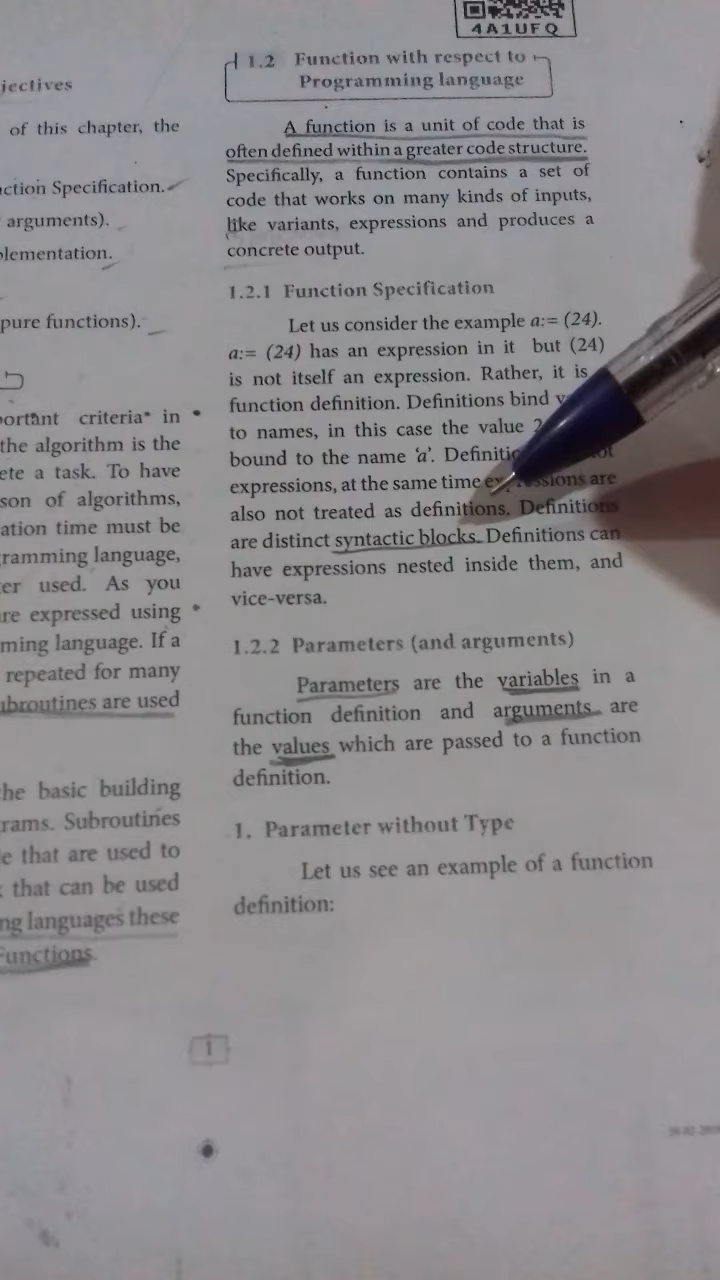 4A1UFQ
jectives
of this chapter, the
ction Specification.
arguments).
plementation.
pure functions).
portant criteria in
the algorithm is the
ete a task. To have
son of algorithms,
ation time must be
ramming language,
er used. As you
re expressed using
ming language. If a
repeated for many
ubroutines are used
he basic building
rams. Subroutines
e that are used to
that can be used
ng languages these
Functions.
1.2 Function with respect to
Programming language
A function is a unit of code that is
often defined within a greater code structure.
Specifically, a function contains a set of
code that works on many kinds of inputs,
like variants, expressions and produces a
concrete output.
1.2.1 Function Specification
Let us consider the example a:= (24).
a:= (24) has an expression in it but (24)
is not itself an expression. Rather, it is
function definition. Definitions bind
to names, in this case the value
bound to the name 'a'.
expressions, at the same time expressions are
also not treated as definitions. Definitions
are distinct syntactic blocks. Definitions can
have expressions nested inside them, and
vice-versa.
1.2.2 Parameters (and arguments)
Parameters are the variables in a
function definition and arguments are
the values which are passed to a function
definition.
1. Parameter without Type
Let us see an example of a function
definition:
1